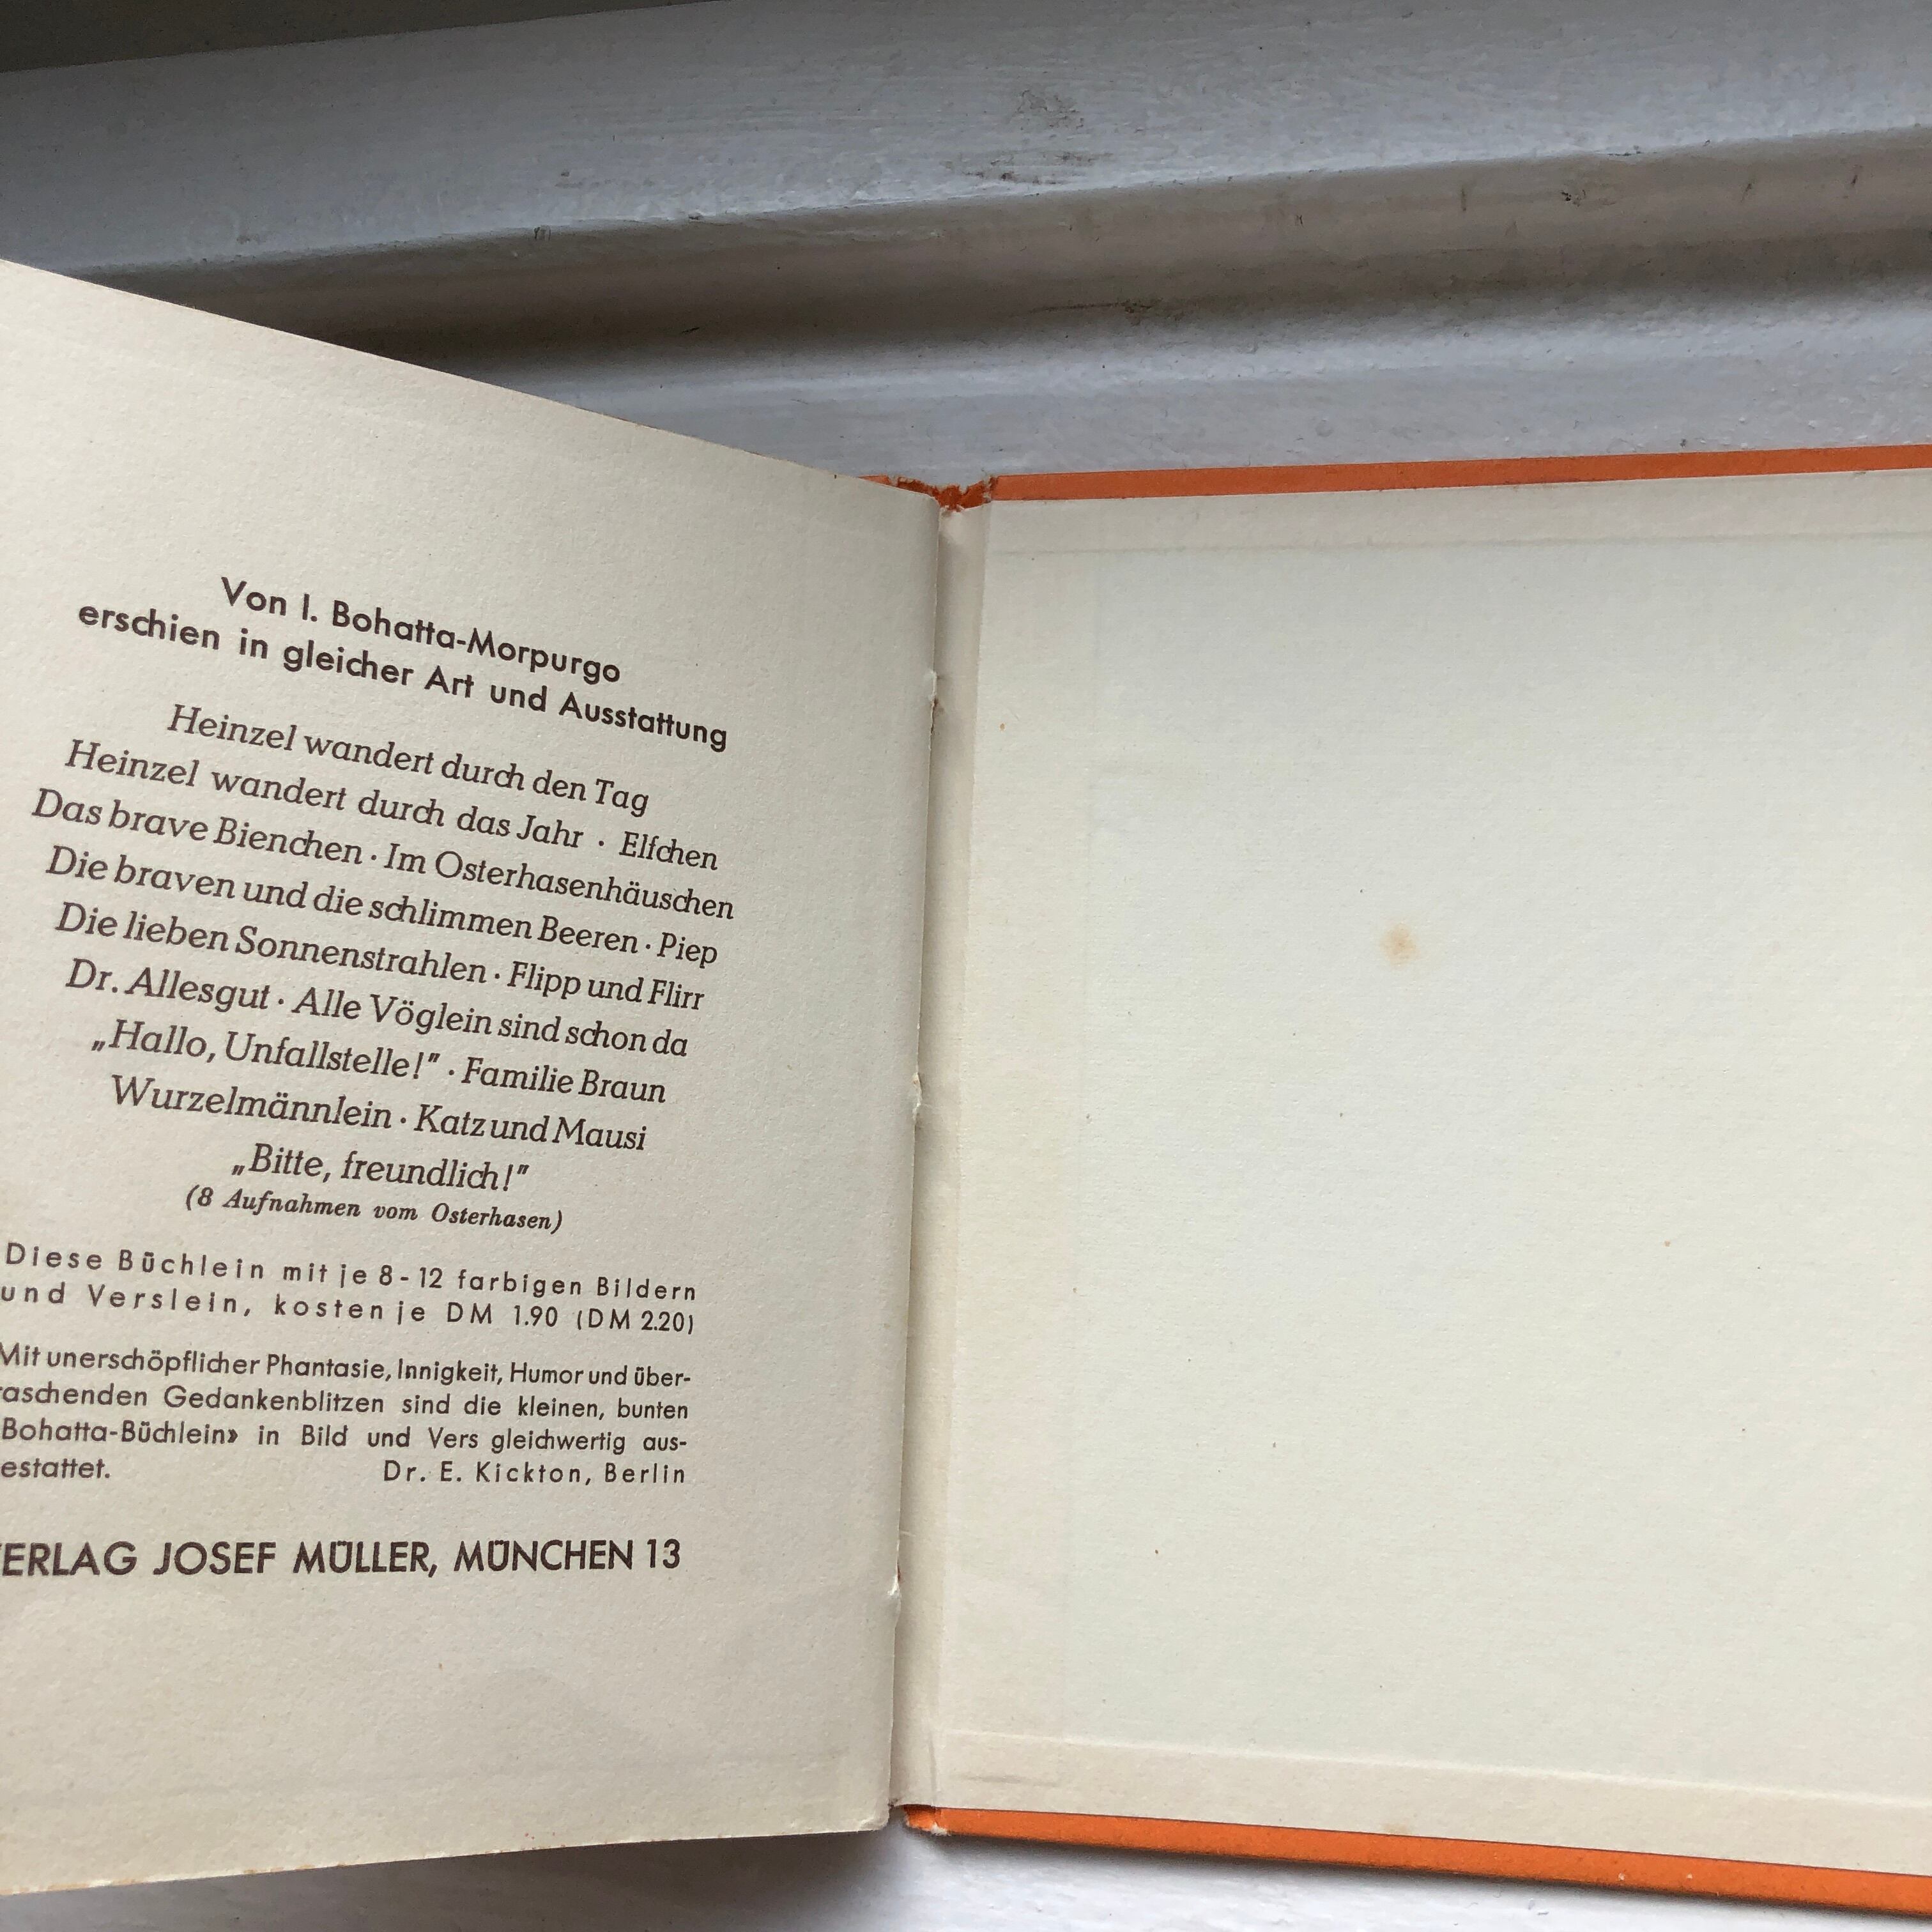 Von I. Bohatta-Morpurgo
erschien in gleicher Art und Ausstattung
Heinzel wandert durch den Tag
Heinzel wandert durch das Jahr · Elfchen
Das brave Bienchen · Im Osterhasenhäuschen
Die braven und die schlimmen Beeren · Piep
Die lieben Sonnenstrahlen · Flipp und Flirr
Dr. Allesgut · Alle Vöglein sind schon da
„Hallo, Unfallstelle!” · Familie Braun
Wurzelmännlein · Katz und Mausi
„Bitte, freundlich!”
(8 Aufnahmen vom Osterhasen)
Diese Büchlein mit je 8-12 farbigen Bildern
und Verslein, kosten je DM 1.90 (DM 2.20)
Mit unerschöpflicher Phantasie, Innigkeit, Humor und über-
raschenden Gedankenblitzen sind die kleinen, bunten
Bohatta-Büchlein» in Bild und Vers gleichwertig aus-
estattet. Dr. E. Kickton, Berlin
VERLAG JOSEF MÜLLER, MÜNCHEN 13